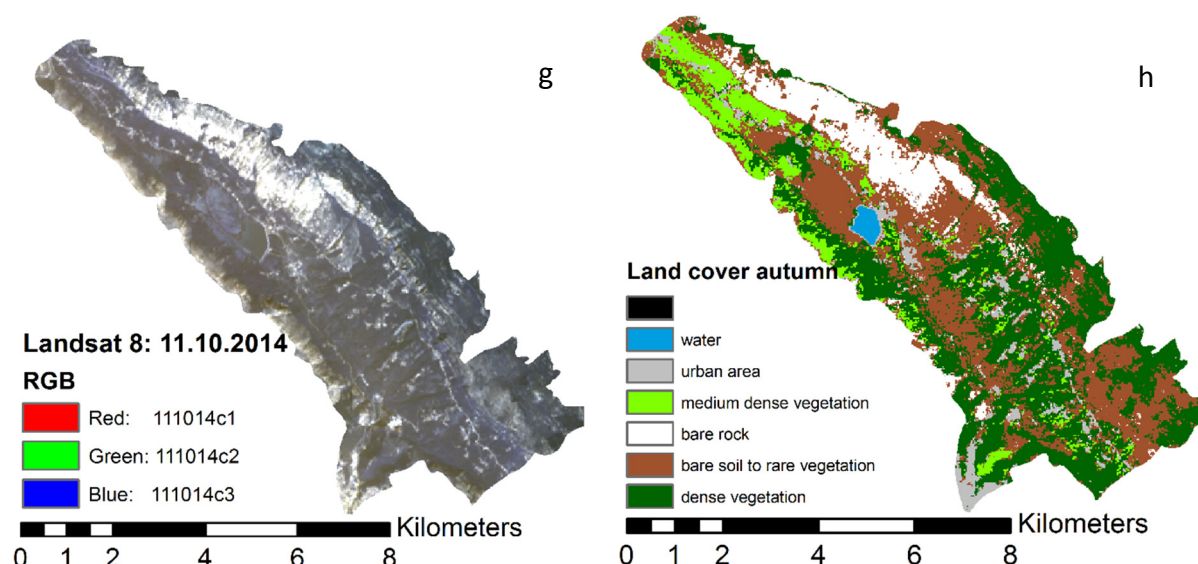 g
Landsat 8: 11.10.2014
RGB
Red: 111014c1
Green: 111014c2
Blue: 111014c3
Kilometers
0 1 2 4 6 8
h
Land cover autumn
water
urban area
medium dense vegetation
bare rock
bare soil to rare vegetation
dense vegetation
Kilometers
0 1 2 4 6 8